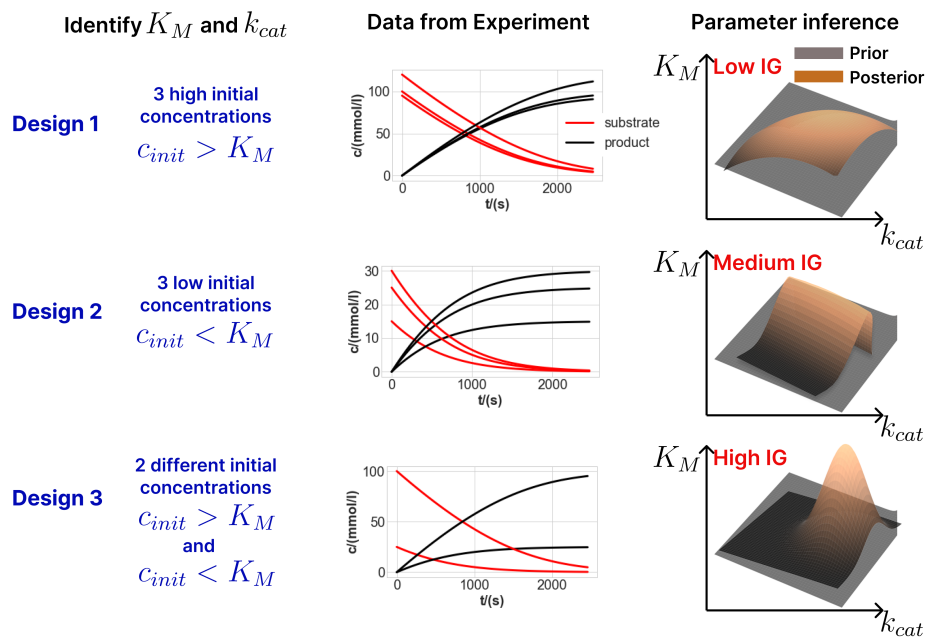 Identify K_M and k_cat
Data from Experiment
Parameter inference
Design 1
3 high initial
concentrations
c_init > K_M
c/(mmol/l)
100
50
0
0
1000
2000
t/(s)
substrate
product
K_M
Low IG
Prior
Posterior
k_cat
Design 2
3 low initial
concentrations
c_init < K_M
c/(mmol/l)
30
20
10
0
0
1000
2000
t/(s)
K_M
Medium IG
k_cat
Design 3
2 different initial
concentrations
c_init > K_M
and
c_init < K_M
c/(mmol/l)
100
50
0
0
1000
2000
t/(s)
K_M
High IG
k_cat